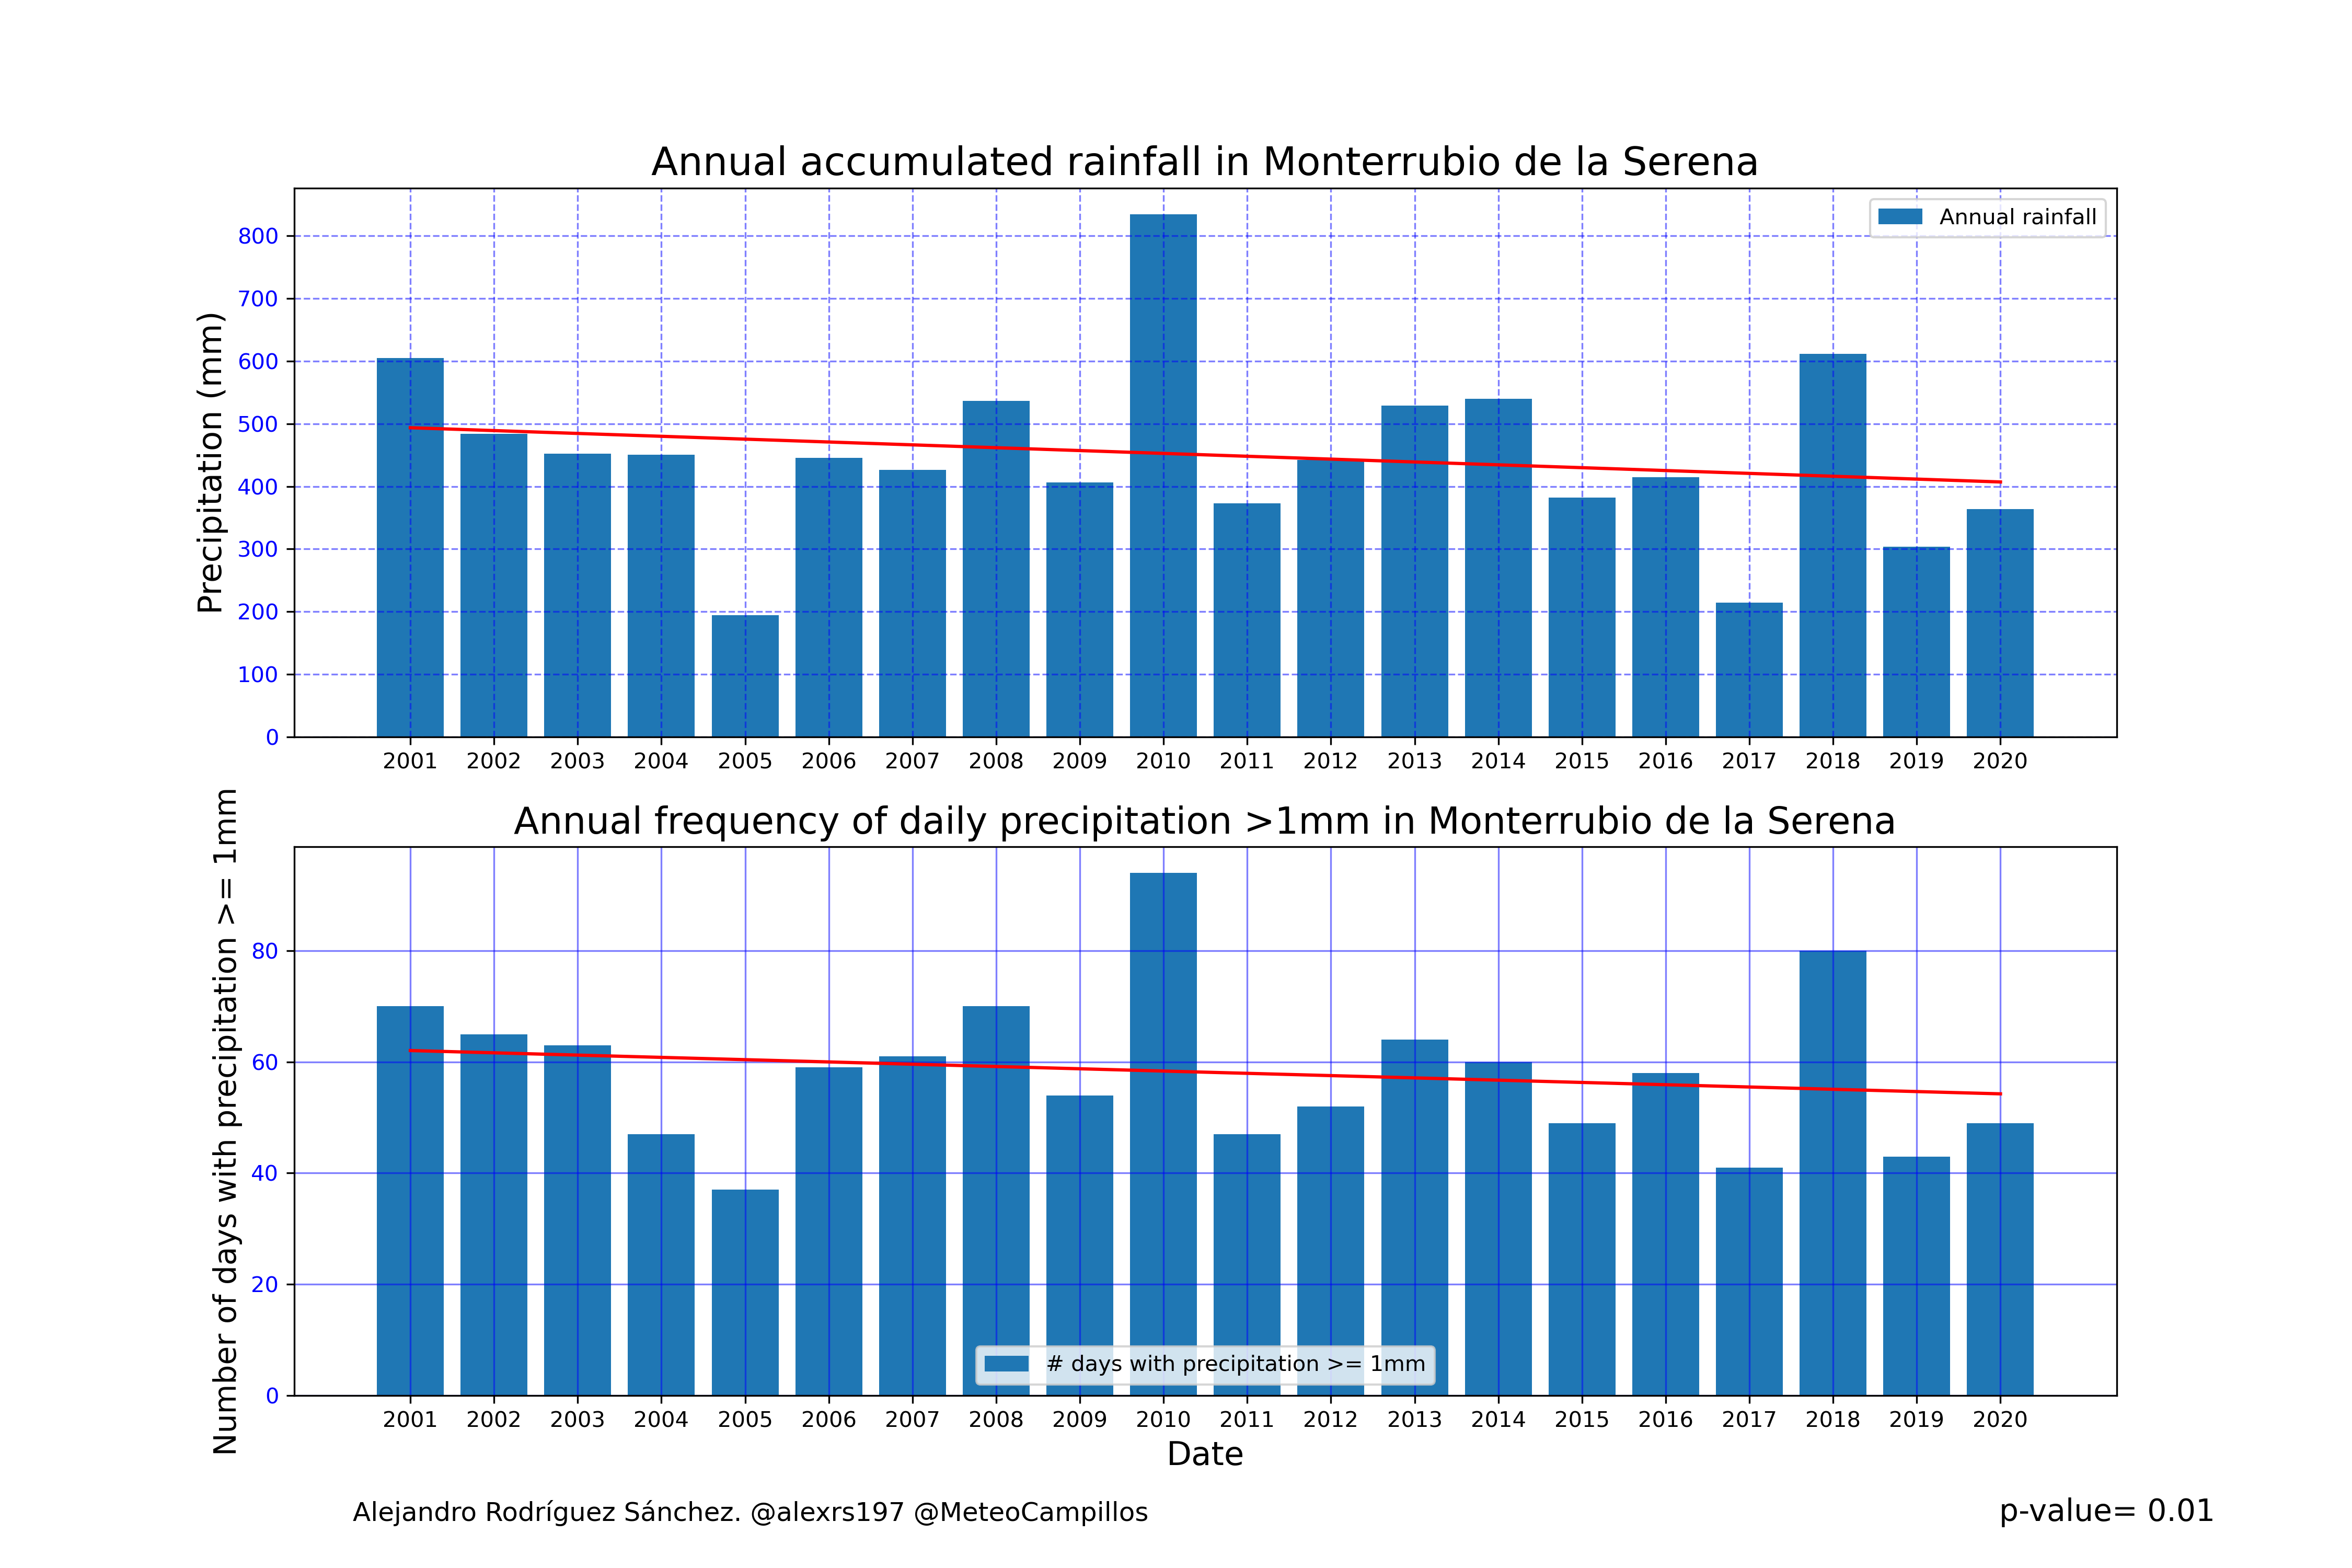 Annual accumulated rainfall in Monterrubio de la Serena
Annual rainfall
Precipitation (mm)
800
700
600
500
400
300
200
100
0
2001 2002 2003 2004 2005 2006 2007 2008 2009 2010 2011 2012 2013 2014 2015 2016 2017 2018 2019 2020
Annual frequency of daily precipitation >1mm in Monterrubio de la Serena
Number of days with precipitation >= 1mm
80
60
40
20
0
# days with precipitation >= 1mm
2001 2002 2003 2004 2005 2006 2007 2008 2009 2010 2011 2012 2013 2014 2015 2016 2017 2018 2019 2020
Date
Alejandro Rodríguez Sánchez. @alexrs197 @MeteoCampillos
p-value= 0.01